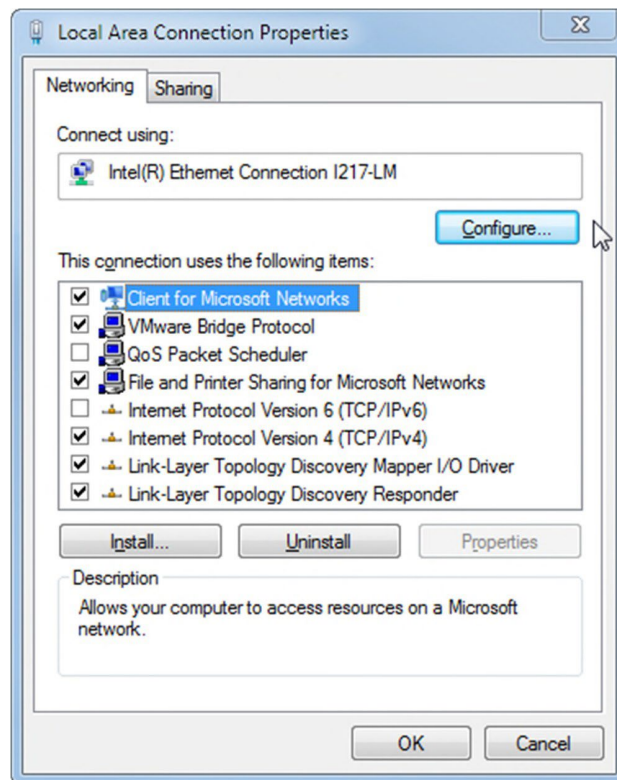 Local Area Connection Properties
Networking
Sharing
Connect using:
Intel(R) Ethernet Connection I217-LM
Configure...
This connection uses the following items:
Client for Microsoft Networks
VMware Bridge Protocol
QoS Packet Scheduler
File and Printer Sharing for Microsoft Networks
Internet Protocol Version 6 (TCP/IPv6)
Internet Protocol Version 4 (TCP/IPv4)
Link-Layer Topology Discovery Mapper I/O Driver
Link-Layer Topology Discovery Responder
Install...
Uninstall
Properties
Description
Allows your computer to access resources on a Microsoft
network.
OK
Cancel